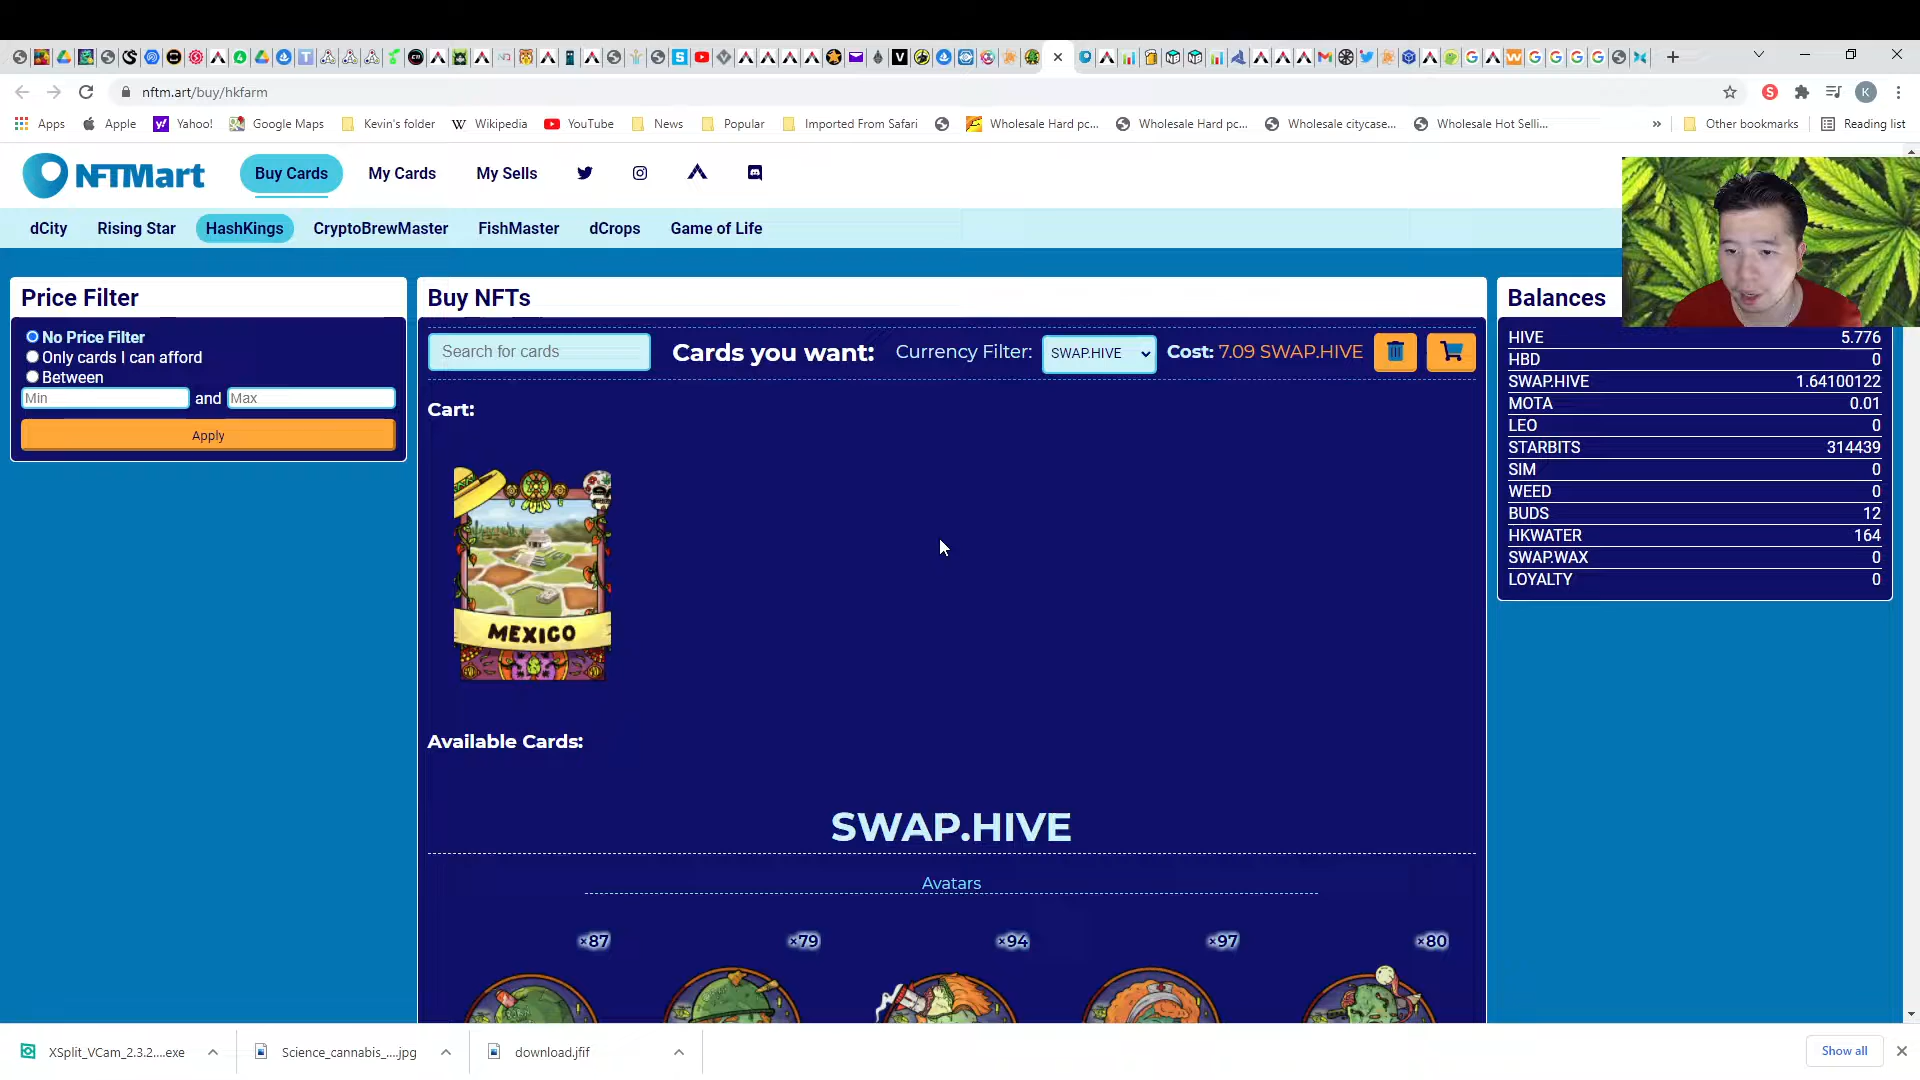 nftm.art/buy/hkfarm
Apps Apple Yahoo! Google Maps Kevin's folder Wikipedia YouTube News Popular Imported From Safari Wholesale Hard pc... Wholesale Hard pc... Wholesale citycase... Wholesale Hot Selli... » Other bookmarks Reading list
NFTMart Buy Cards My Cards My Sells
dCity Rising Star HashKings CryptoBrewMaster FishMaster dCrops Game of Life
Price Filter
No Price Filter
Only cards I can afford
Between
Min and Max
Apply
Buy NFTs
Search for cards Cards you want: Currency Filter: SWAP.HIVE Cost: 7.09 SWAP.HIVE
Cart:
MEXICO
Available Cards:
SWAP.HIVE
Avatars
×87 ×79 ×94 ×97 ×80
Balances
HIVE 5.776
HBD 0
SWAP.HIVE 1.64100122
MOTA 0.01
LEO 0
STARBITS 314439
SIM 0
WEED 0
BUDS 12
HKWATER 164
SWAP.WAX 0
LOYALTY 0
XSplit_VCam_2.3.2....exe Science_cannabis_....jpg download.jfif Show all